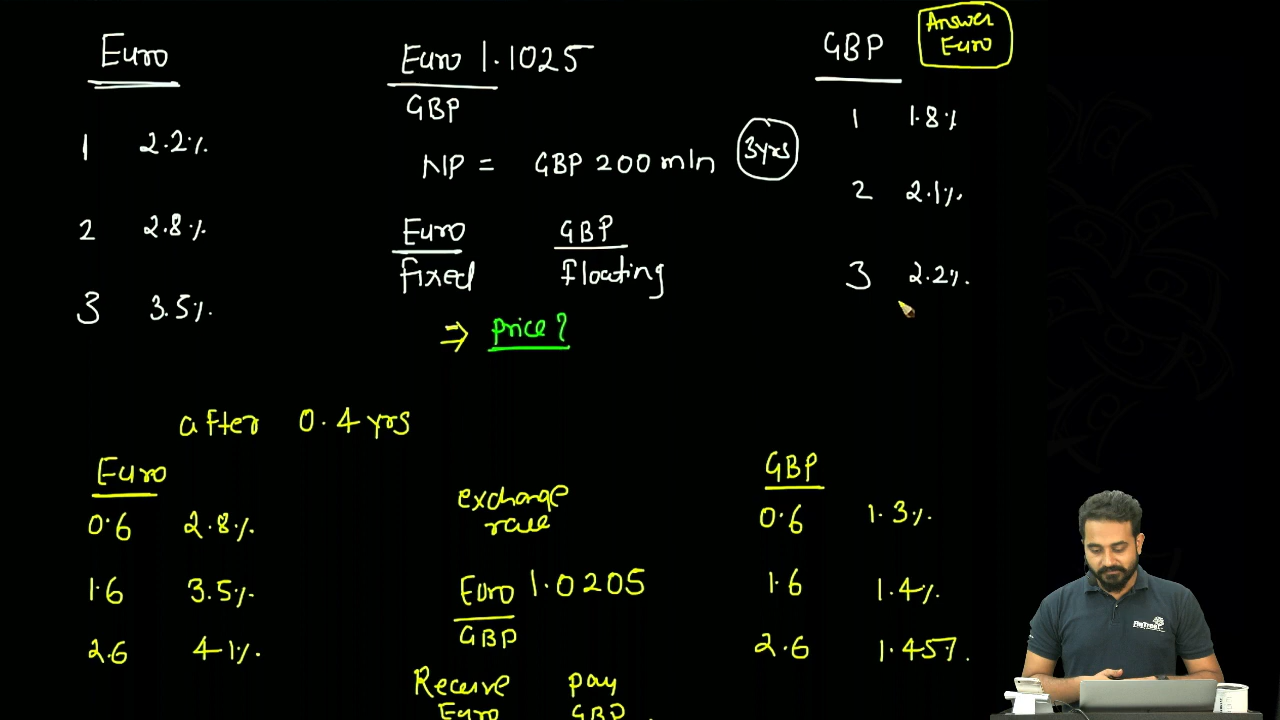 Euro
1 2.2%
2 2.8%
3 3.5%
Euro 1.1025
GBP
NP = GBP 200 mln 3yrs
Euro GBP
fixed floating
⇒ Price?
GBP
Answer
Euro
1 1.8%
2 2.1%
3 2.2%.
after 0.4 yrs
Euro
0.6 2.8%.
1.6 3.5%.
2.6 4.1%.
exchange
rate
Euro 1.0205
GBP
Receive pay
Euro GBP
GBP
0.6 1.3%.
1.6 1.4%.
2.6 1.45%.